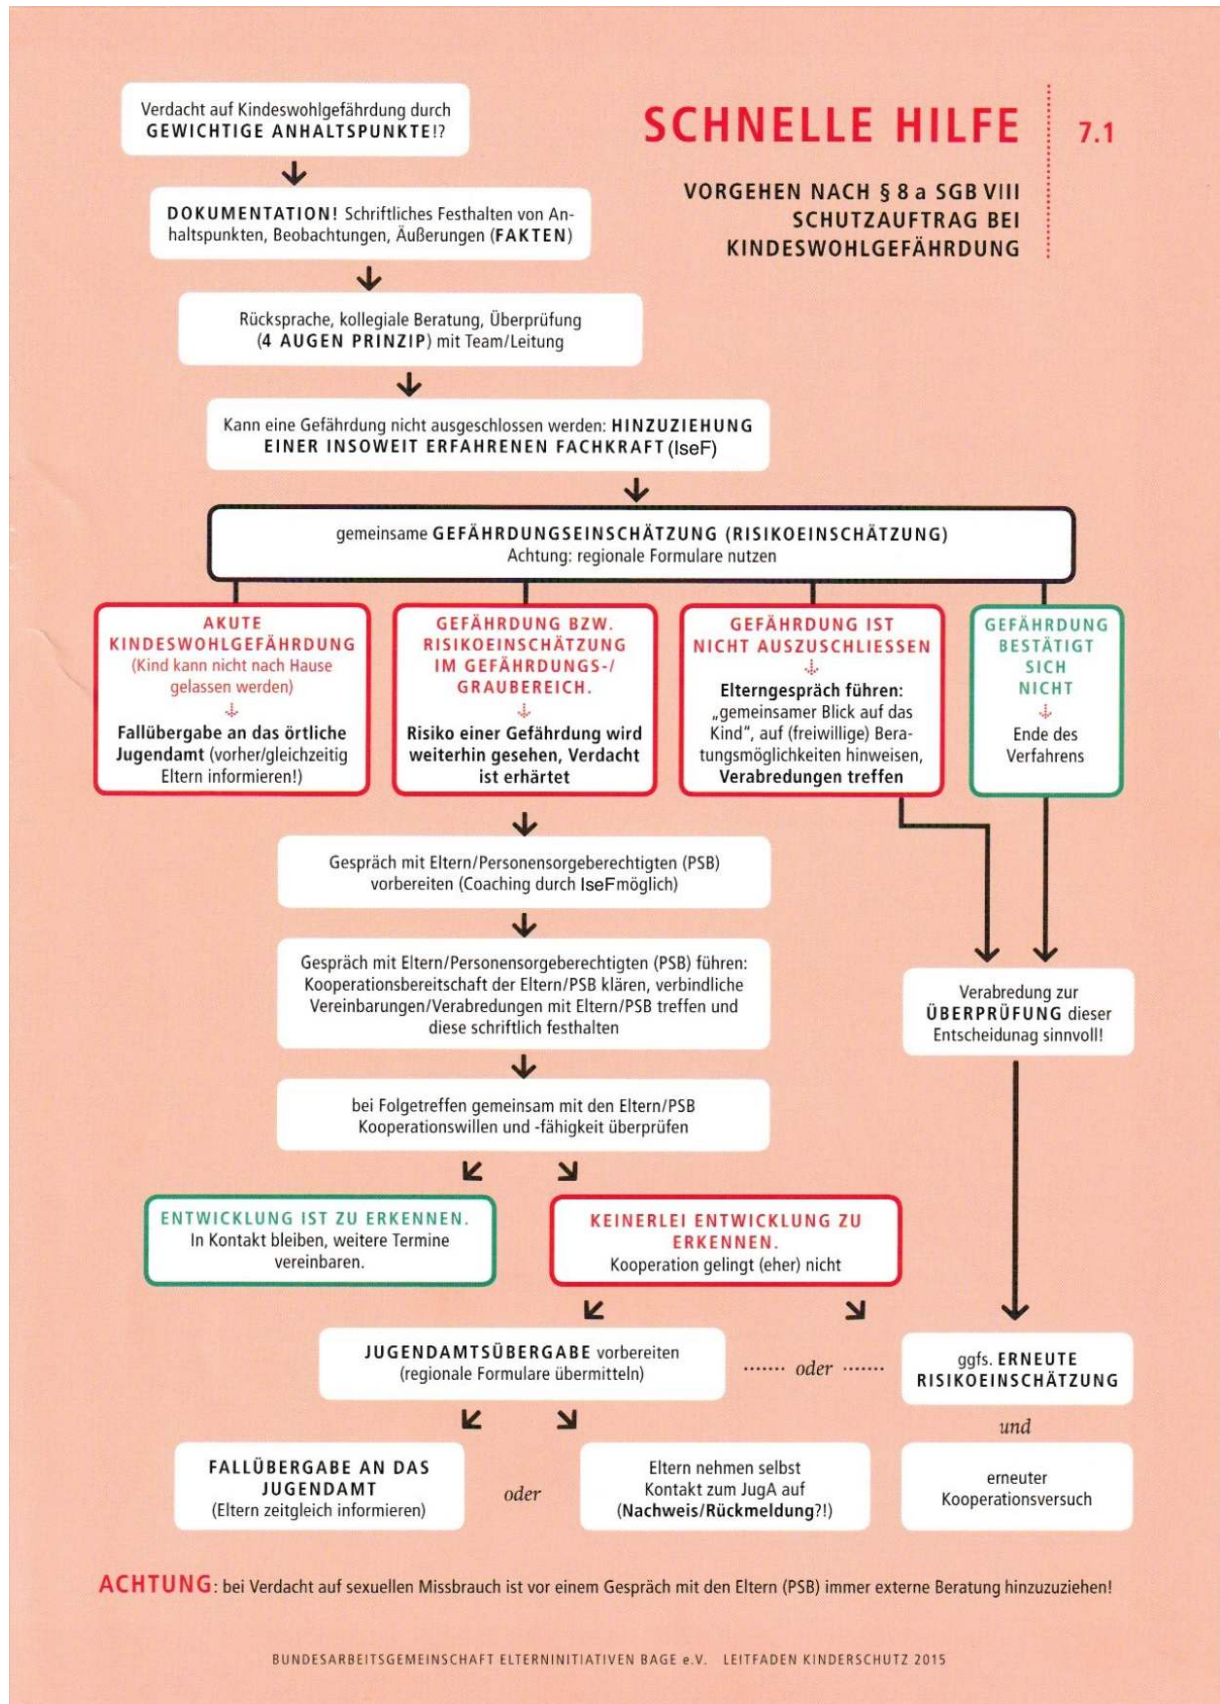 Verdacht auf Kindeswohlgefährdung durch
GEWICHTIGE ANHALTSPUNKTE!?
SCHNELLE HILFE
7.1
VORGEHEN NACH § 8 a SGB VIII
SCHUTZAUFTRAG BEI
KINDESWOHLGEFÄHRDUNG
DOKUMENTATION! Schriftliches Festhalten von An-
haltspunkten, Beobachtungen, Äußerungen (FAKTEN)
Rücksprache, kollegiale Beratung, Überprüfung
(4 AUGEN PRINZIP) mit Team/Leitung
Kann eine Gefährdung nicht ausgeschlossen werden: HINZUZIEHUNG
EINER INSOWEIT ERFAHRENEN FACHKRAFT (IseF)
gemeinsame GEFÄHRDUNGSEINSCHÄTZUNG (RISIKOEINSCHÄTZUNG)
Achtung: regionale Formulare nutzen
AKUTE
KINDESWOHLGEFÄHRDUNG
(Kind kann nicht nach Hause
gelassen werden)
Fallübergabe an das örtliche
Jugendamt (vorher/gleichzeitig
Eltern informieren!)
GEFÄHRDUNG BZW.
RISIKOEINSCHÄTZUNG
IM GEFÄHRDUNGS-/
GRAUBEREICH.
Risiko einer Gefährdung wird
weiterhin gesehen, Verdacht
ist erhärtet
GEFÄHRDUNG IST
NICHT AUSZUSCHLIESSEN
Elterngespräch führen:
„gemeinsamer Blick auf das
Kind“, auf (freiwillige) Bera-
tungsmöglichkeiten hinweisen,
Verabredungen treffen
GEFÄHRDUNG
BESTÄTIGT
SICH
NICHT
Ende des
Verfahrens
Gespräch mit Eltern/Personensorgeberechtigten (PSB)
vorbereiten (Coaching durch IseF möglich)
Gespräch mit Eltern/Personensorgeberechtigten (PSB) führen:
Kooperationsbereitschaft der Eltern/PSB klären, verbindliche
Vereinbarungen/Verabredungen mit Eltern/PSB treffen und
diese schriftlich festhalten
Verabredung zur
ÜBERPRÜFUNG dieser
Entscheidunag sinnvoll!
bei Folgetreffen gemeinsam mit den Eltern/PSB
Kooperationswillen und -fähigkeit überprüfen
ENTWICKLUNG IST ZU ERKENNEN.
In Kontakt bleiben, weitere Termine
vereinbaren.
KEINERLEI ENTWICKLUNG ZU
ERKENNEN.
Kooperation gelingt (eher) nicht
JUGENDAMTSÜBERGABE vorbereiten
(regionale Formulare übermitteln)
....... oder .......
ggfs. ERNEUTE
RISIKOEINSCHÄTZUNG
und
FALLÜBERGABE AN DAS
JUGENDAMT
(Eltern zeitgleich informieren)
oder
Eltern nehmen selbst
Kontakt zum JugA auf
(Nachweis/Rückmeldung?!)
erneuter
Kooperationsversuch
ACHTUNG: bei Verdacht auf sexuellen Missbrauch ist vor einem Gespräch mit den Eltern (PSB) immer externe Beratung hinzuzuziehen!
BUNDESARBEITSGEMEINSCHAFT ELTERNINITIATIVEN BAGE e.V. LEITFADEN KINDERSCHUTZ 2015